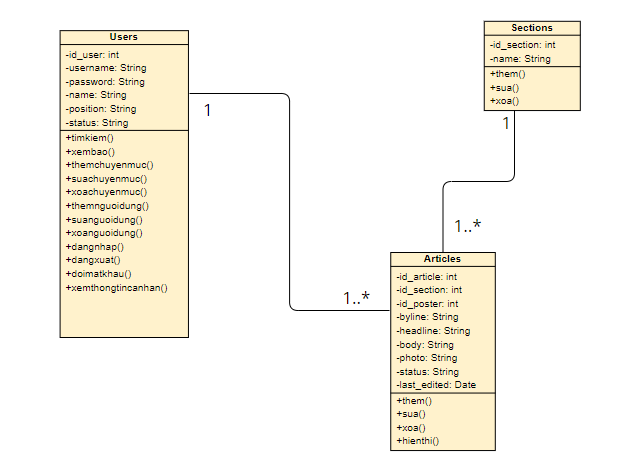 Users
-id_user: int
-username: String
-password: String
-name: String
-position: String
-status: String
+timkiem()
+xembao()
+themchuyenmuc()
+suachuyenmuc()
+xoachuyenmuc()
+themnguoidung()
+suanguoidung()
+xoanguoidung()
+dangnhap()
+dangxuat()
+doimatkhau()
+xemthongtincanhan()
1
1..*
Sections
-id_section: int
-name: String
+them()
+sua()
+xoa()
1
1..*
Articles
-id_article: int
-id_section: int
-id_poster: int
-byline: String
-headline: String
-body: String
-photo: String
-status: String
-last_edited: Date
+them()
+sua()
+xoa()
+hienthi()